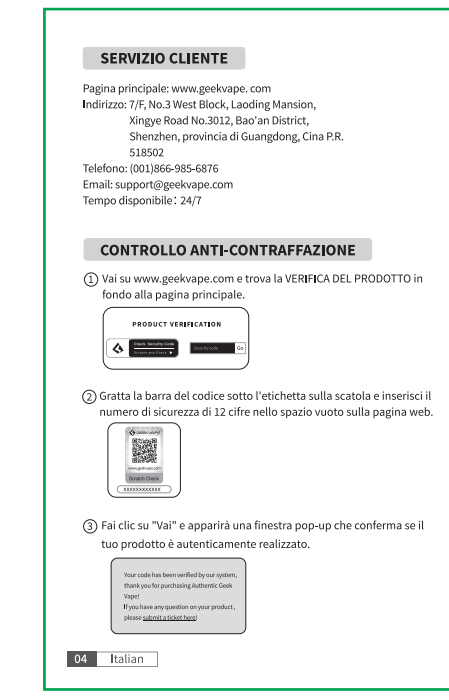 SERVIZIO CLIENTE
Pagina principale: www.geekvape. com
Indirizzo: 7/F, No.3 West Block, Laoding Mansion,
Xingye Road No.3012, Bao'an District,
Shenzhen, provincia di Guangdong, Cina P.R.
518502
Telefono: (001)866-985-6876
Email: support@geekvape.com
Tempo disponibile: 24/7
CONTROLLO ANTI-CONTRAFFAZIONE
① Vai su www.geekvape.com e trova la VERIFICA DEL PRODOTTO in
fondo alla pagina principale.
PRODUCT VERIFICATION
Check Security Code
Scratch and Check ▶
Security code
Go
② Gratta la barra del codice sotto l'etichetta sulla scatola e inserisci il
numero di sicurezza di 12 cifre nello spazio vuoto sulla pagina web.
GEEKVAPE
www.geekvape.com
Scratch Check
XXXXXXXXXXXX
③ Fai clic su "Vai" e apparirà una finestra pop-up che conferma se il
tuo prodotto è autenticamente realizzato.
Your code has been verified by our system,
thank you for purchasing Authentic Geek
Vape!
If you have any question on your product ,
please submit a ticket here!
04 Italian